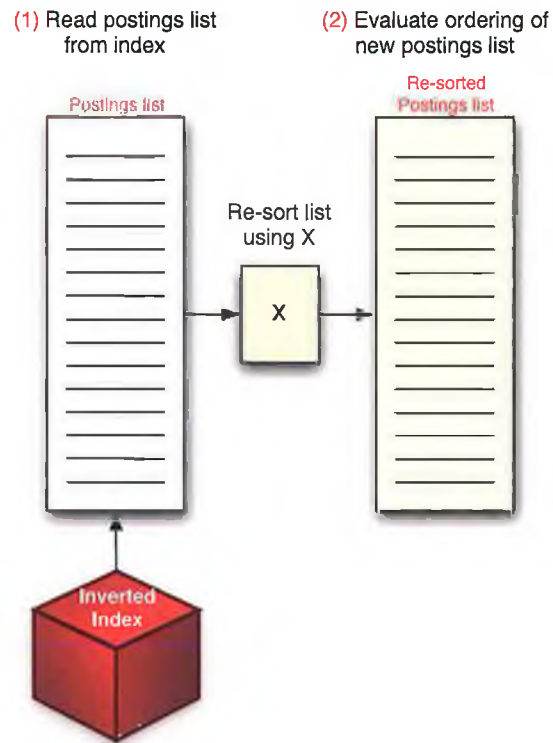 (1) Read postings list
from index
(2) Evaluate ordering of
new postings list
Postings list
Re-sorted
Postings list
Re-sort list
using X
X
Inverted
Index